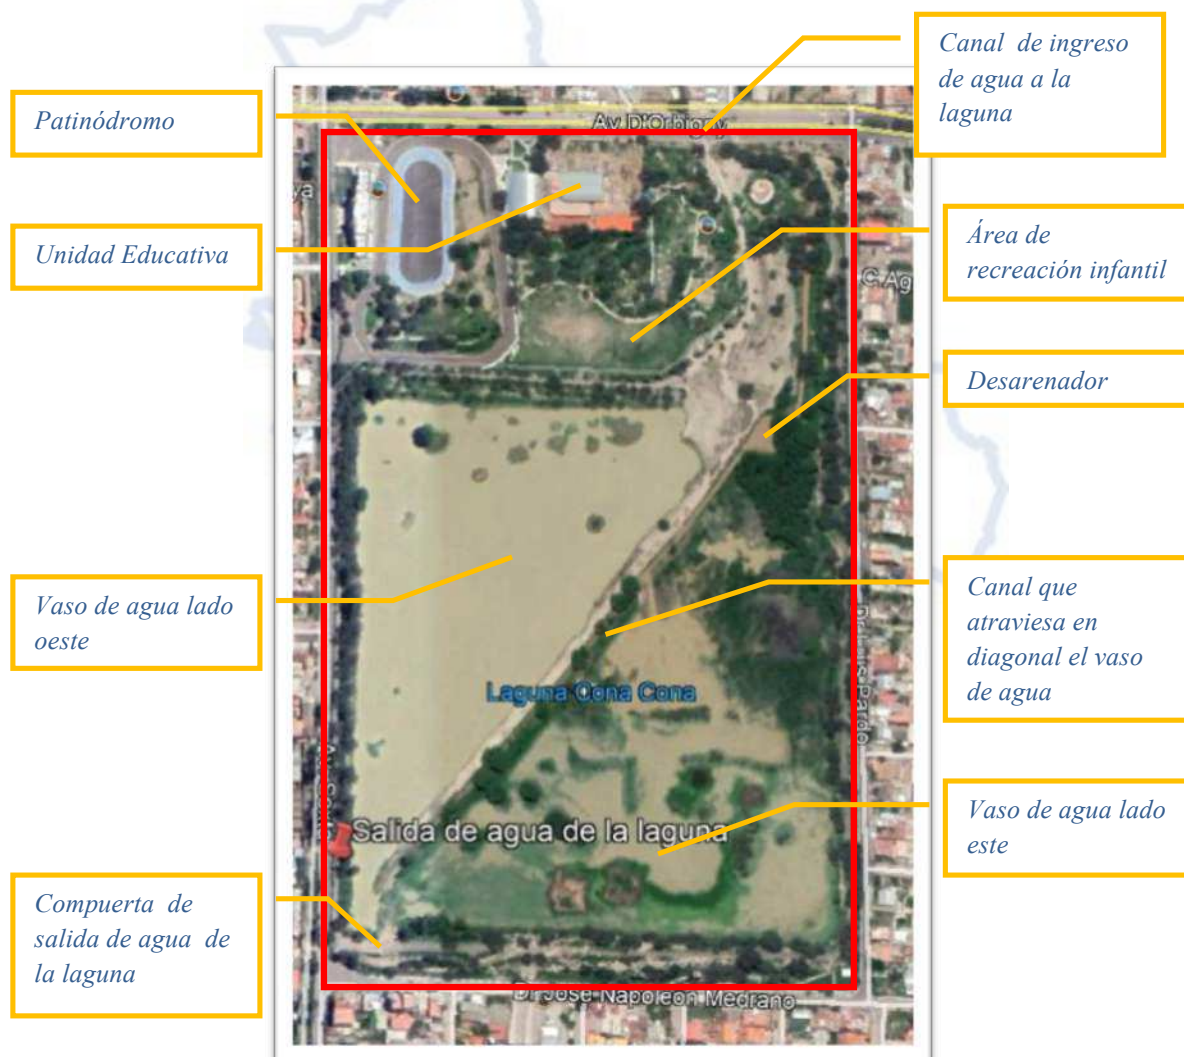 Canal de ingreso
de agua a la
laguna
Patinódromo
Av D'Orbigny
Unidad Educativa
Área de
recreación infantil
C.Ag
Desarenador
Vaso de agua lado
oeste
Canal que
atraviesa en
diagonal el vaso
de agua
Laguna Cona Cona
Vaso de agua lado
este
Salida de agua de la laguna
Compuerta de
salida de agua de
la laguna
Dr José Napoleón Medrano